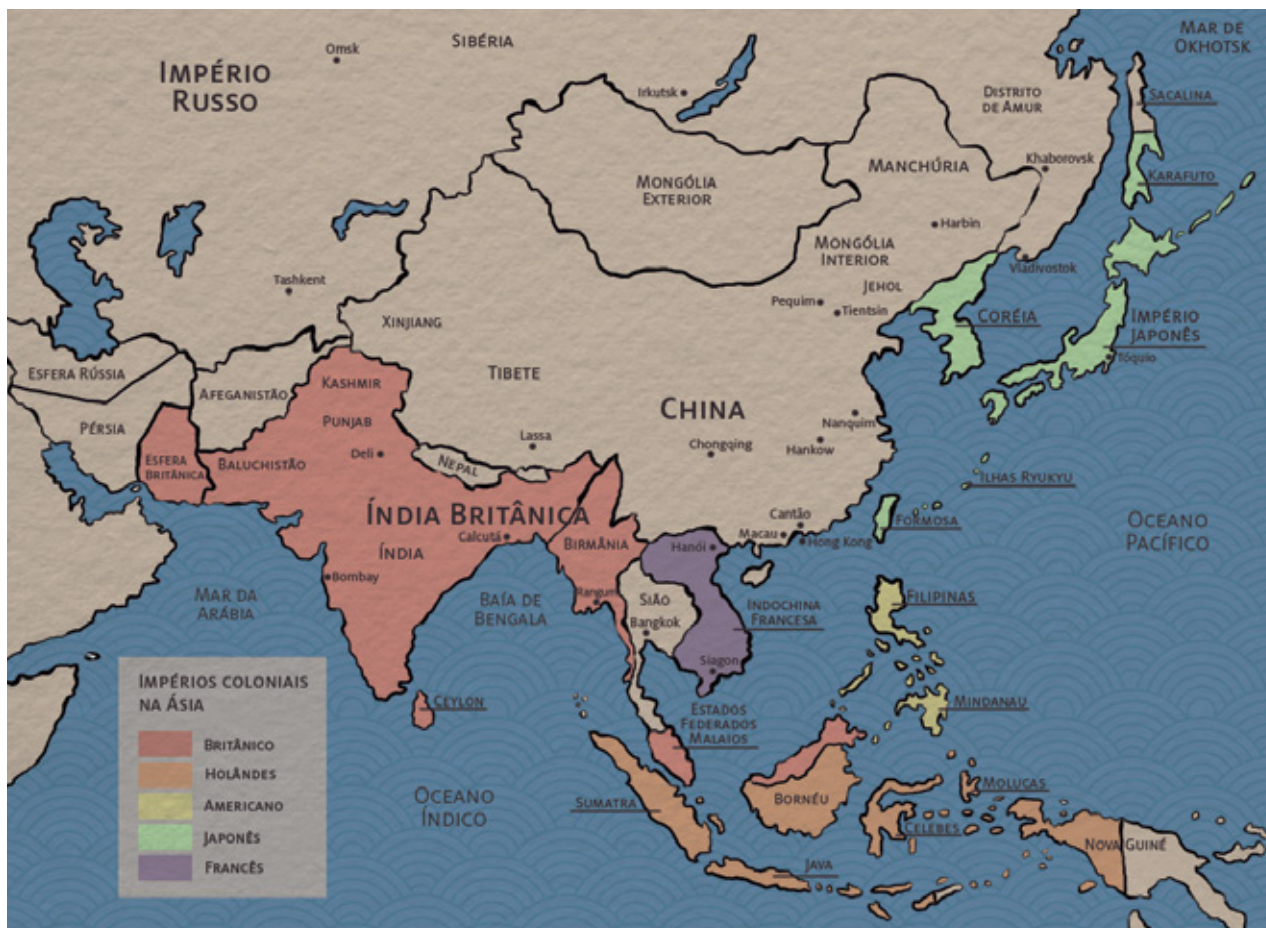 MAR DE
OKHOTSK
SIBÉRIA
Omsk
IMPÉRIO
RUSSO
Irkutsk
DISTRITO
DE AMUR
SACALINA
Khaborovsk
MANCHÚRIA
KARAFUTO
MONGÓLIA
EXTERIOR
Harbin
MONGÓLIA
INTERIOR
Vladivostok
Tashkent
JEHOL
Pequim
Tientsin
XINJIANG
CORÉIA
IMPÉRIO
JAPONÊS
Tóquio
ESFERA RÚSSIA
TIBETE
KASHMIR
AFEGANISTÃO
CHINA
PUNJAB
Nanquim
PÉRSIA
Lassa
Chongqing
Hankow
Deli
NEPAL
ESFERA
BRITÂNICA
BALUCHISTÃO
ILHAS RYUKYU
ÍNDIA BRITÂNICA
Cantão
FORMOSA
OCEANO
PACÍFICO
Macau
Hong Kong
Calcutá
BIRMÂNIA
Hanói
ÍNDIA
Bombay
Rangum
SIÃO
MAR DA
ARÁBIA
BAÍA DE
BENGALA
INDOCHINA
FRANCESA
FILIPINAS
Bangkok
Siagon
IMPÉRIOS COLONIAIS
NA ÁSIA
CEYLON
MINDANAU
ESTADOS
FEDERADOS
MALAIOS
BRITÂNICO
HOLÂNDES
AMERICANO
JAPONÊS
FRANCÊS
OCEANO
ÍNDICO
SUMATRA
BORNÉU
MOLUCAS
CELEBES
NOVA GUINÉ
JAVA